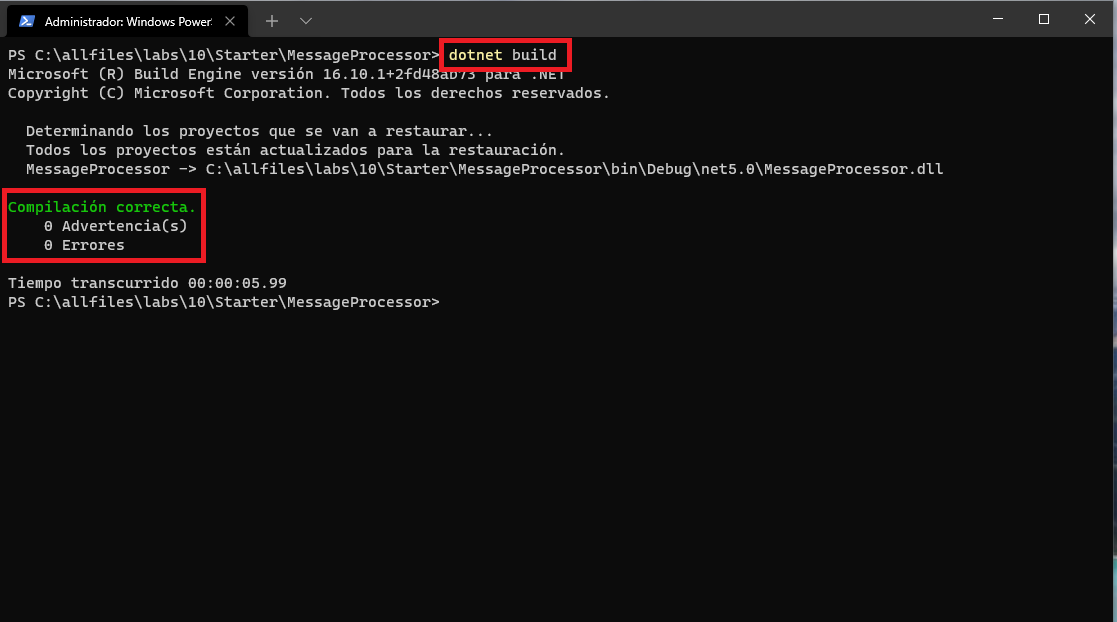 Administrador: Windows Power
PS C:\allfiles\labs\10\Starter\MessageProcessor> dotnet build
Microsoft (R) Build Engine versión 16.10.1+2fd48ab73 para .NET
Copyright (C) Microsoft Corporation. Todos los derechos reservados.
Determinando los proyectos que se van a restaurar...
Todos los proyectos están actualizados para la restauración.
MessageProcessor -> C:\allfiles\labs\10\Starter\MessageProcessor\bin\Debug\net5.0\MessageProcessor.dll
Compilación correcta.
0 Advertencia(s)
0 Errores
Tiempo transcurrido 00:00:05.99
PS C:\allfiles\labs\10\Starter\MessageProcessor>